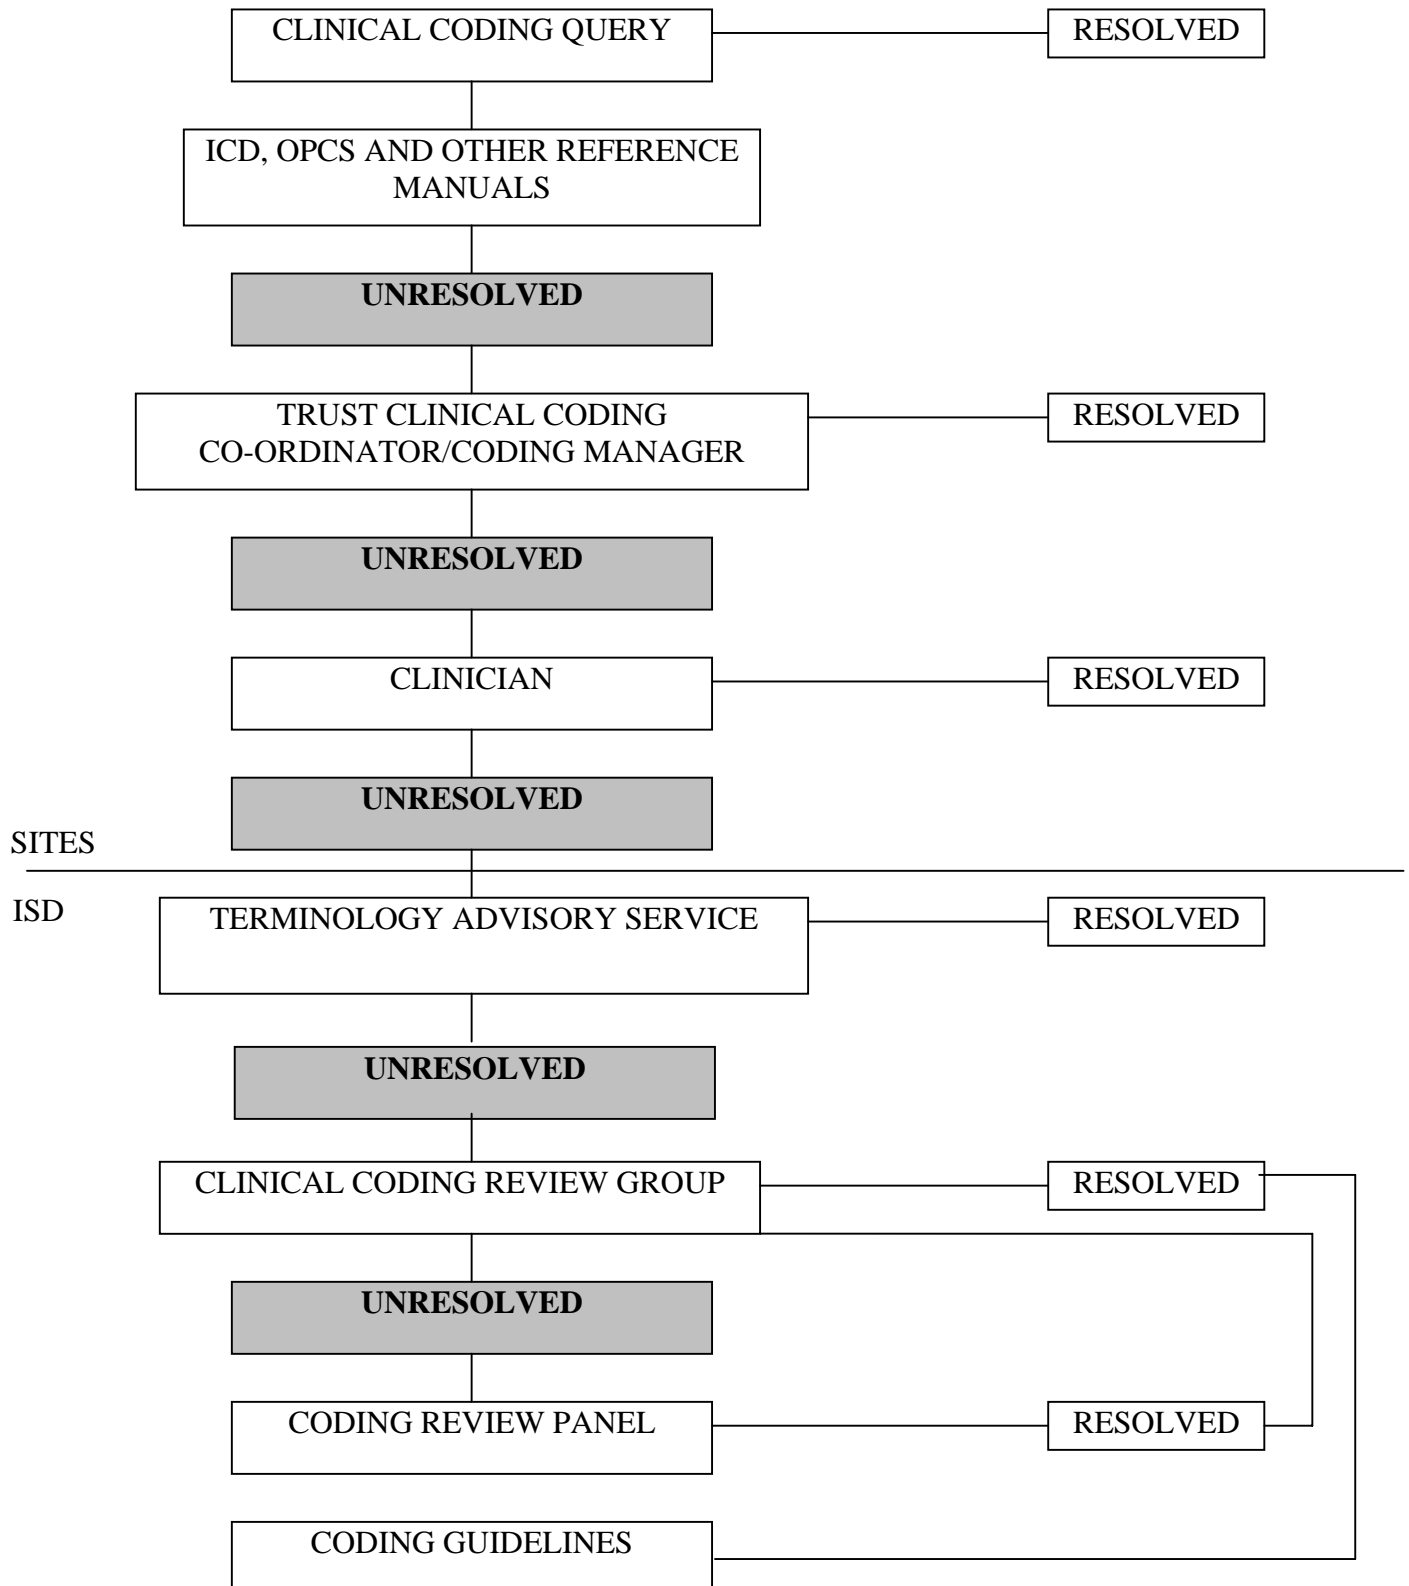 CLINICAL CODING QUERY
RESOLVED
ICD, OPCS AND OTHER REFERENCE
MANUALS
UNRESOLVED
TRUST CLINICAL CODING
CO-ORDINATOR/CODING MANAGER
RESOLVED
UNRESOLVED
CLINICIAN
RESOLVED
UNRESOLVED
SITES
ISD
TERMINOLOGY ADVISORY SERVICE
RESOLVED
UNRESOLVED
CLINICAL CODING REVIEW GROUP
RESOLVED
UNRESOLVED
CODING REVIEW PANEL
RESOLVED
CODING GUIDELINES